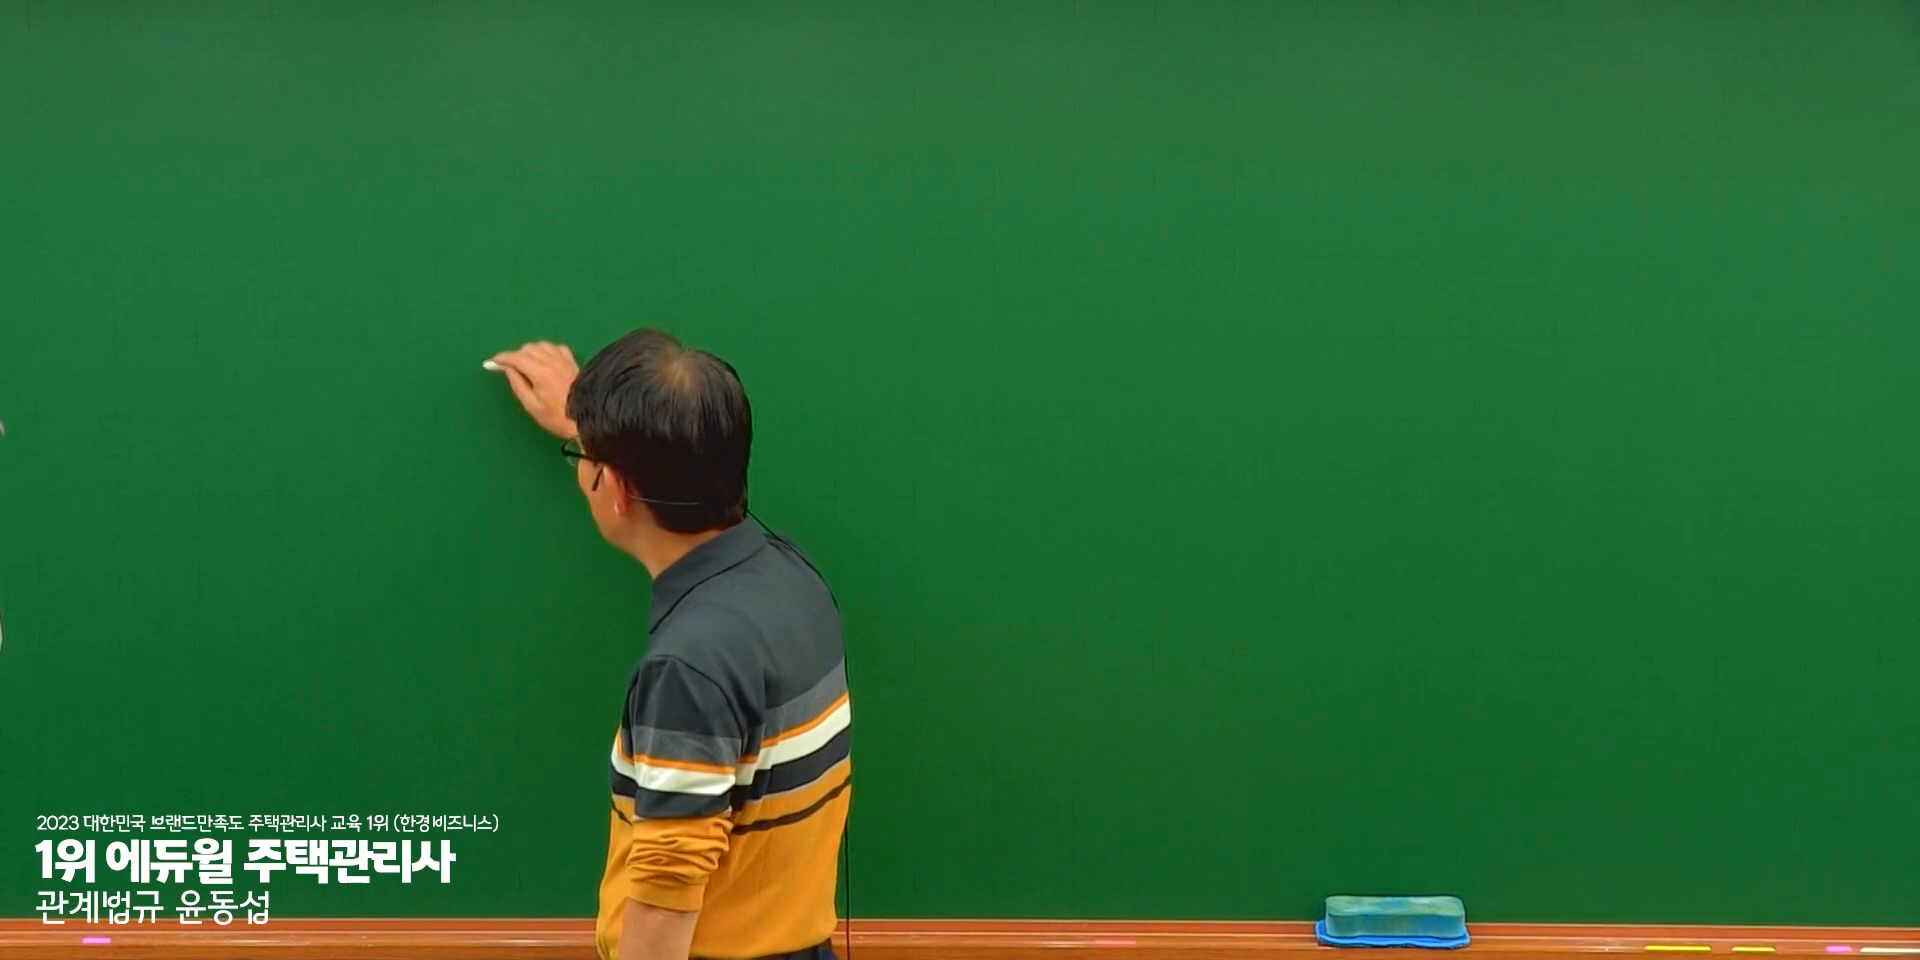 2023 대한민국 브랜드만족도 주택관리사 교육 1위 (한경비즈니스)
1위 에듀윌 주택관리사
관계법규 윤동섭